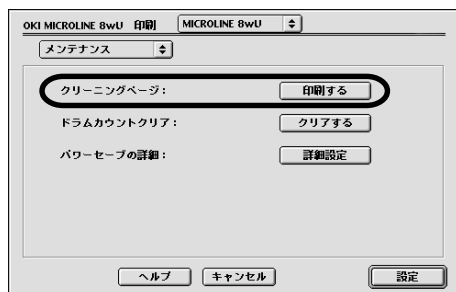 OKI MICROLINE 8wU 印刷 MICROLINE 8wU
メンテナンス
クリーニングページ： 印刷する
ドラムカウントクリア： クリアする
パワーセーブの詳細： 詳細設定
ヘルプ キャンセル 設定